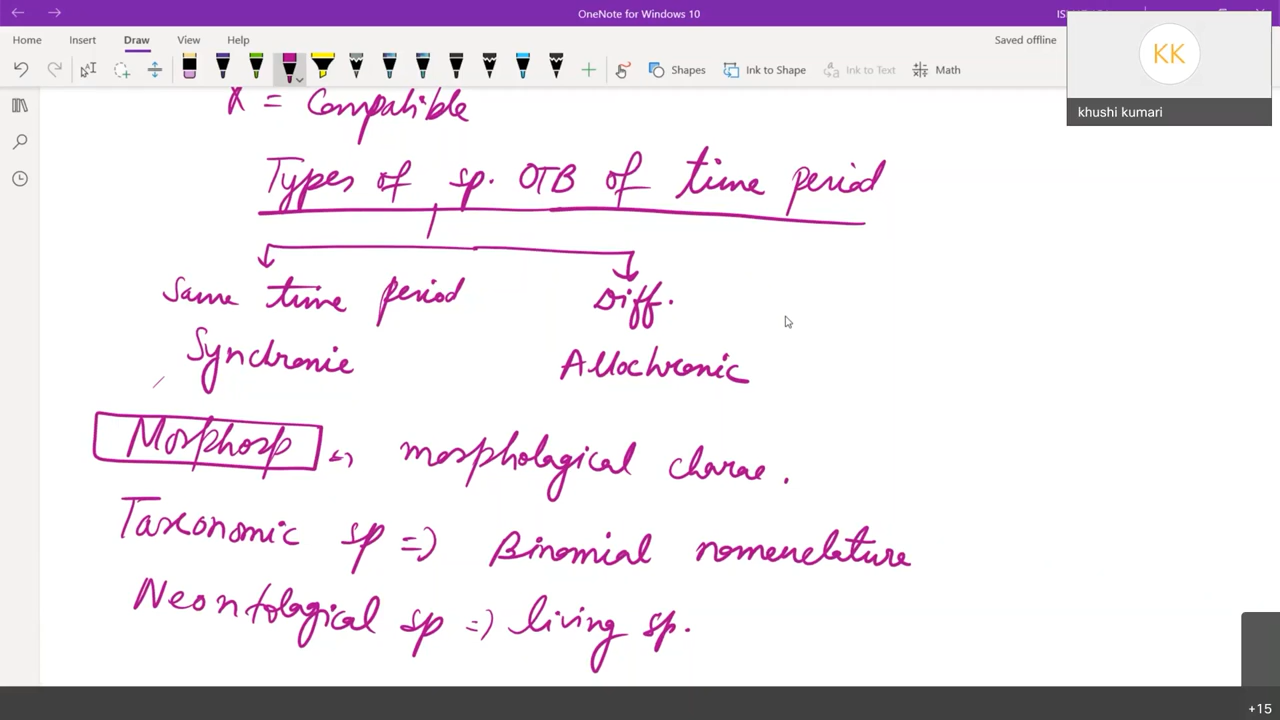 OneNote for Windows 10
Home Insert Draw View Help
Saved offline
Shapes Ink to Shape Ink to Text Math
KK
khushi kumari
= Compatible
Types of sp. OTB of time period
Same time period Diff.
Synchronic Allochronic
Morphosp => morphological charac.
Taxonomic sp => Binomial nomenclature
Neontological sp => living sp.
+15